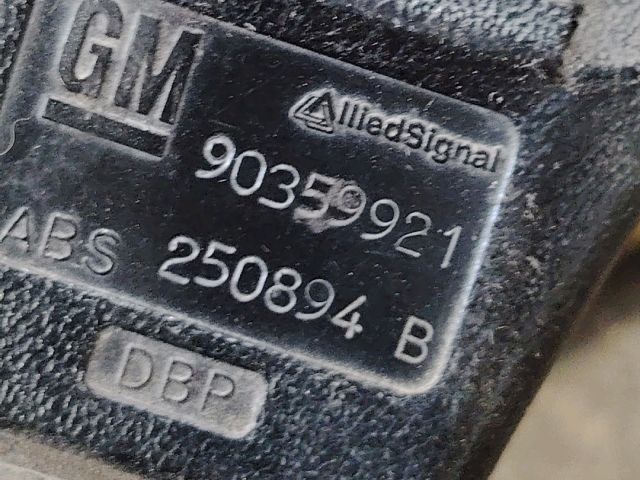 GM
AlliedSignal
90359921
ABS 250894 B
DBP